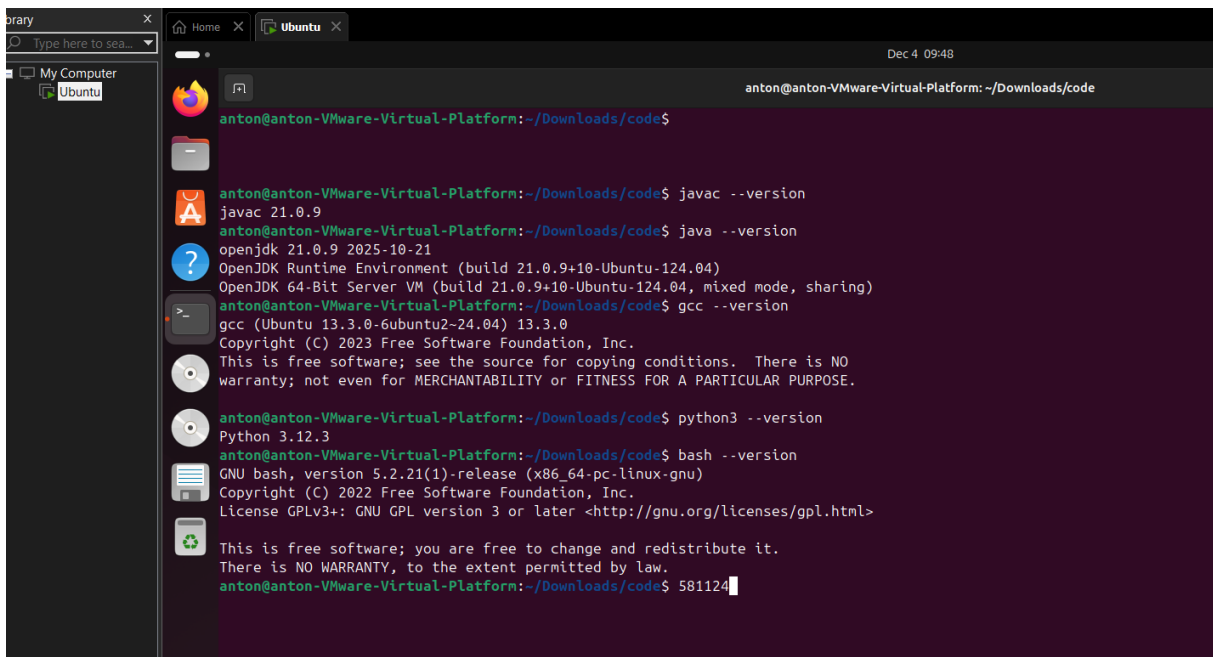 brary X
Type here to sea...
My Computer
Ubuntu
Home X
Ubuntu X
Dec 4 09:48
anton@anton-VMware-Virtual-Platform: ~/Downloads/code
anton@anton-VMware-Virtual-Platform:~/Downloads/code$
anton@anton-VMware-Virtual-Platform:~/Downloads/code$ javac --version
javac 21.0.9
anton@anton-VMware-Virtual-Platform:~/Downloads/code$ java --version
openjdk 21.0.9 2025-10-21
OpenJDK Runtime Environment (build 21.0.9+10-Ubuntu-124.04)
OpenJDK 64-Bit Server VM (build 21.0.9+10-Ubuntu-124.04, mixed mode, sharing)
anton@anton-VMware-Virtual-Platform:~/Downloads/code$ gcc --version
gcc (Ubuntu 13.3.0-6ubuntu2~24.04) 13.3.0
Copyright (C) 2023 Free Software Foundation, Inc.
This is free software; see the source for copying conditions.  There is NO
warranty; not even for MERCHANTABILITY or FITNESS FOR A PARTICULAR PURPOSE.
anton@anton-VMware-Virtual-Platform:~/Downloads/code$ python3 --version
Python 3.12.3
anton@anton-VMware-Virtual-Platform:~/Downloads/code$ bash --version
GNU bash, version 5.2.21(1)-release (x86_64-pc-linux-gnu)
Copyright (C) 2022 Free Software Foundation, Inc.
License GPLv3+: GNU GPL version 3 or later <http://gnu.org/licenses/gpl.html>
This is free software; you are free to change and redistribute it.
There is NO WARRANTY, to the extent permitted by law.
anton@anton-VMware-Virtual-Platform:~/Downloads/code$ 581124